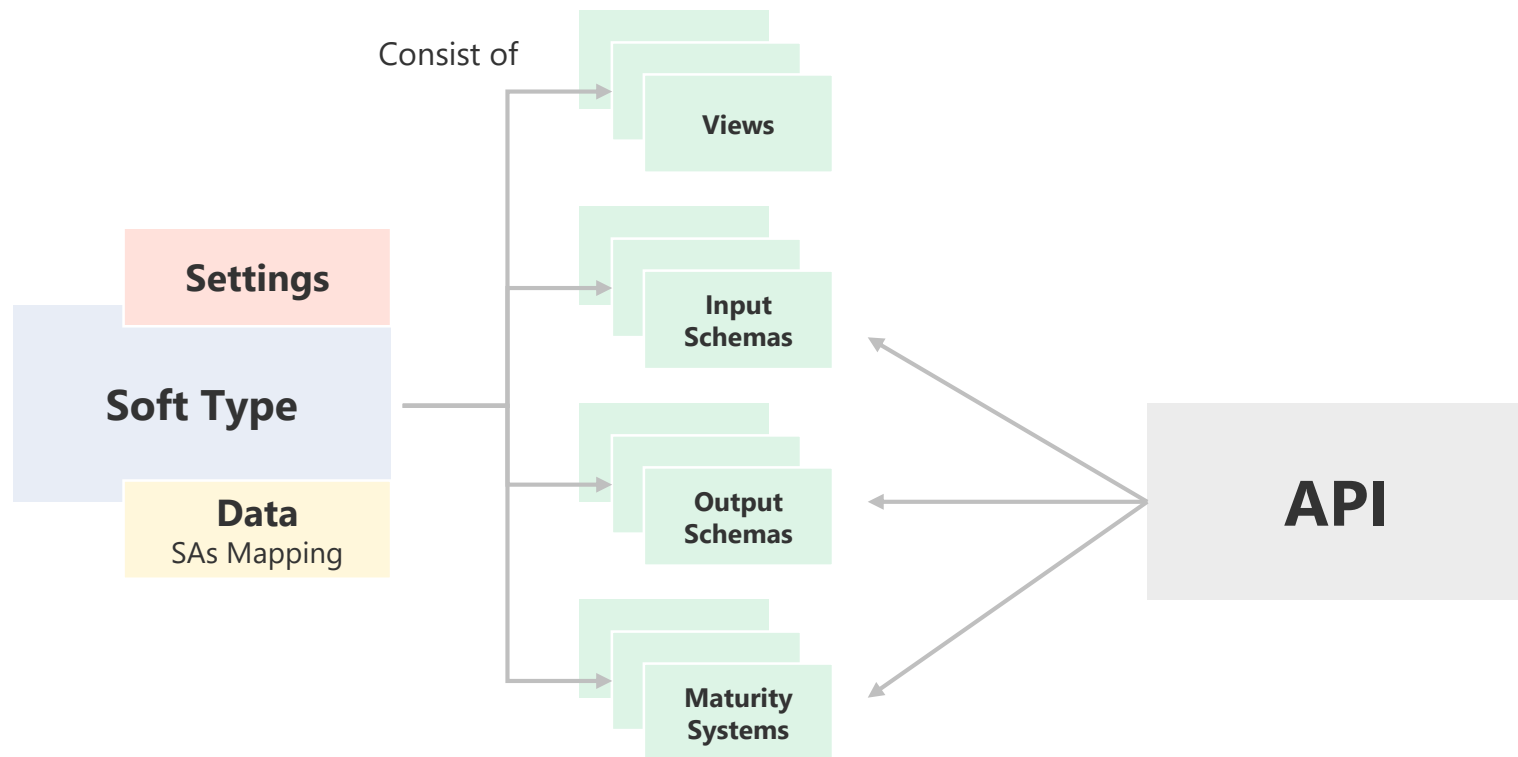 Consist of
Views
Settings
Input
Schemas
Soft Type
Data
SAs Mapping
Output
Schemas
API
Maturity
Systems